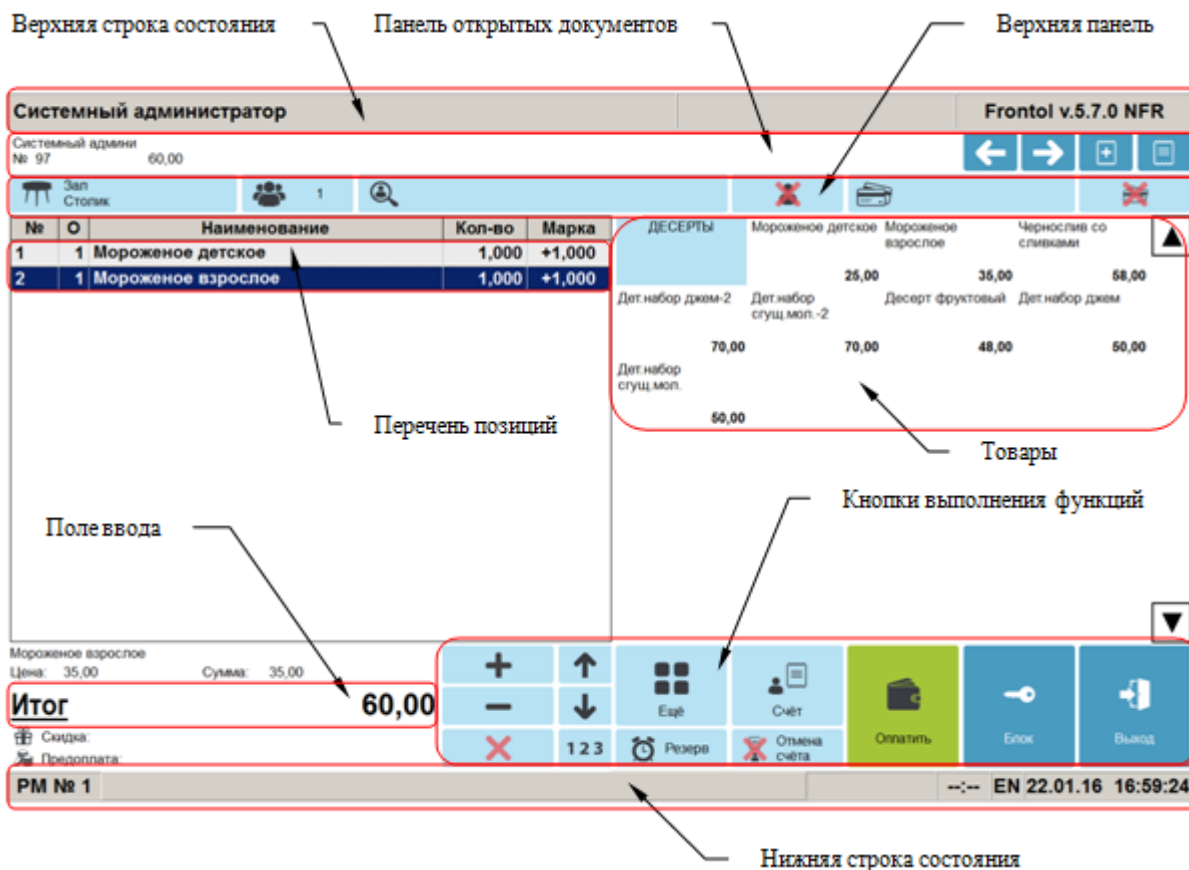 Верхняя строка состояния Панель открытых документов Верхняя панель
Системный администратор Frontol v.5.7.0 NFR
Системный админи
№ 97 60,00
Зал
Столик 1
№ О Наименование Кол-во Марка
1 1 Мороженое детское 1,000 +1,000
2 1 Мороженое взрослое 1,000 +1,000
ДЕСЕРТЫ
Мороженое детское
25,00
Мороженое
взрослое
35,00
Чернослив со
сливками
58,00
Дет.набор джем-2
70,00
Дет.набор
сгущ.мол.-2
70,00
Десерт фруктовый
48,00
Дет.набор джем
50,00
Дет.набор
сгущ.мол.
50,00
Перечень позиций
Товары
Кнопки выполнения функций
Поле ввода
Мороженое взрослое
Цена: 35,00 Сумма: 35,00
Итог 60,00
Скидка:
Предоплата:
1 2 3
Ещё
Счёт
Резерв
Отмена
счёта
Оплатить
Блок
Выход
РМ № 1 --:-- EN 22.01.16 16:59:24
Нижняя строка состояния